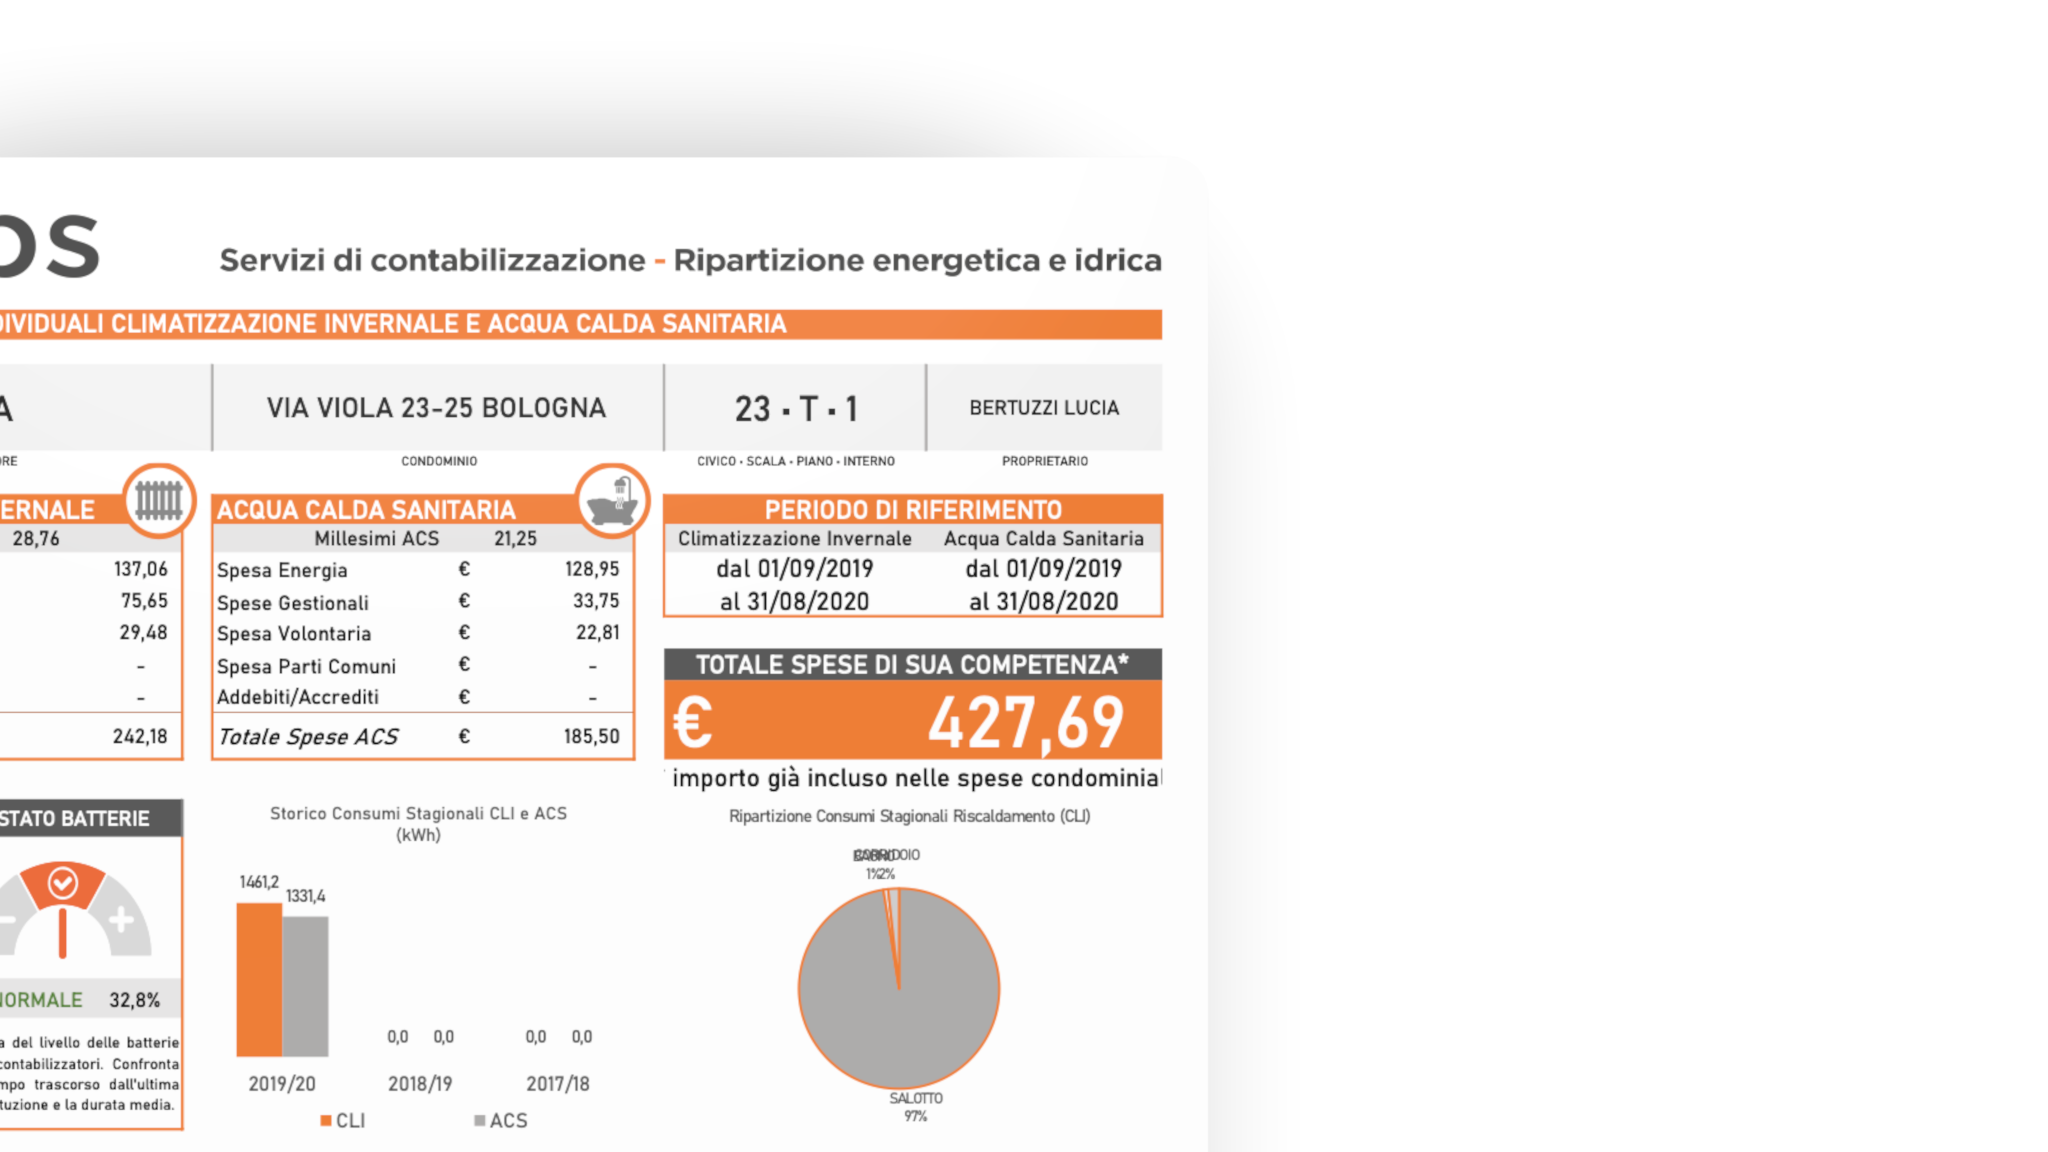 OS
Servizi di contabilizzazione - Ripartizione energetica e idrica
DIVIDUALI CLIMATIZZAZIONE INVERNALE E ACQUA CALDA SANITARIA
A
VIA VIOLA 23-25 BOLOGNA
23 · T · 1
BERTUZZI LUCIA
ORE
CONDOMINIO
CIVICO · SCALA · PIANO · INTERNO
PROPRIETARIO
ERNALE
28,76
137,06
75,65
29,48
-
-
242,18
ACQUA CALDA SANITARIA
Millesimi ACS 21,25
Spesa Energia € 128,95
Spese Gestionali € 33,75
Spesa Volontaria € 22,81
Spesa Parti Comuni € -
Addebiti/Accrediti € -
Totale Spese ACS € 185,50
PERIODO DI RIFERIMENTO
Climatizzazione Invernale Acqua Calda Sanitaria
dal 01/09/2019 dal 01/09/2019
al 31/08/2020 al 31/08/2020
TOTALE SPESE DI SUA COMPETENZA*
€ 427,69
importo già incluso nelle spese condominial
STATO BATTERIE
NORMALE 32,8%
a del livello delle batterie
contabilizzatori. Confronta
mpo trascorso dall'ultima
tuzione e la durata media.
Storico Consumi Stagionali CLI e ACS
(kWh)
1461,2
1331,4
0,0 0,0 0,0 0,0
2019/20 2018/19 2017/18
CLI ACS
Ripartizione Consumi Stagionali Riscaldamento (CLI)
CORRIDOIO
1% 2%
SALOTTO
97%